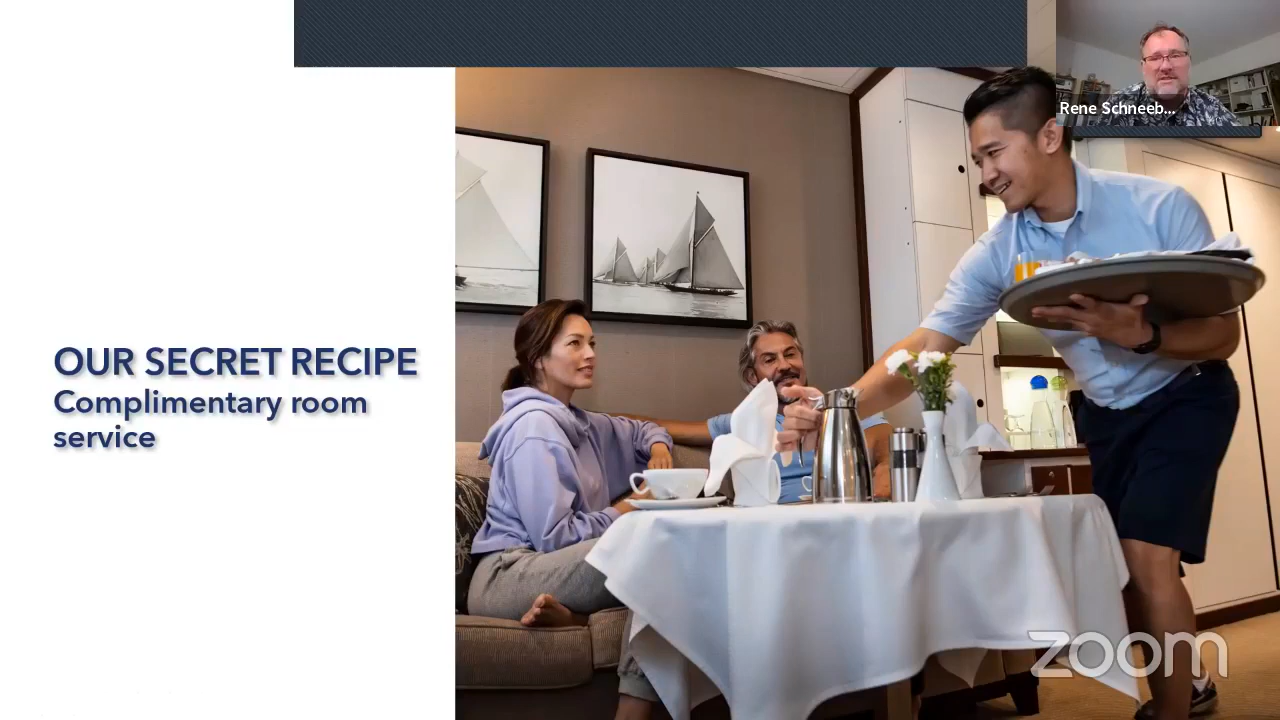 Rene Schneeb...
OUR SECRET RECIPE
Complimentary room
service
zoom